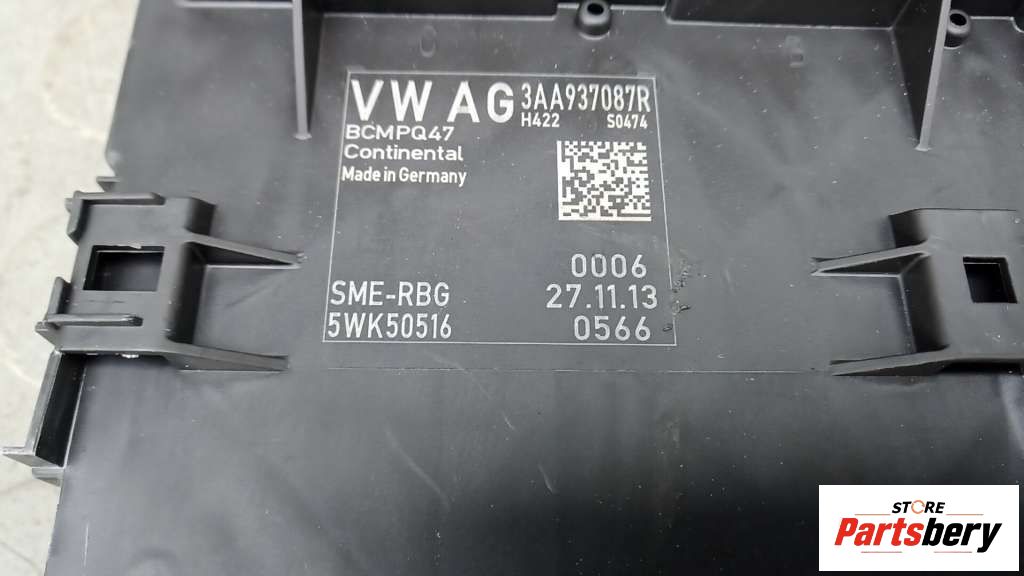 VW AG 3AA937087R
H422 S0474
BCMPQ47
Continental
Made in Germany
0006
SME-RBG 27.11.13
5WK50516 0566
STORE
Partsbery